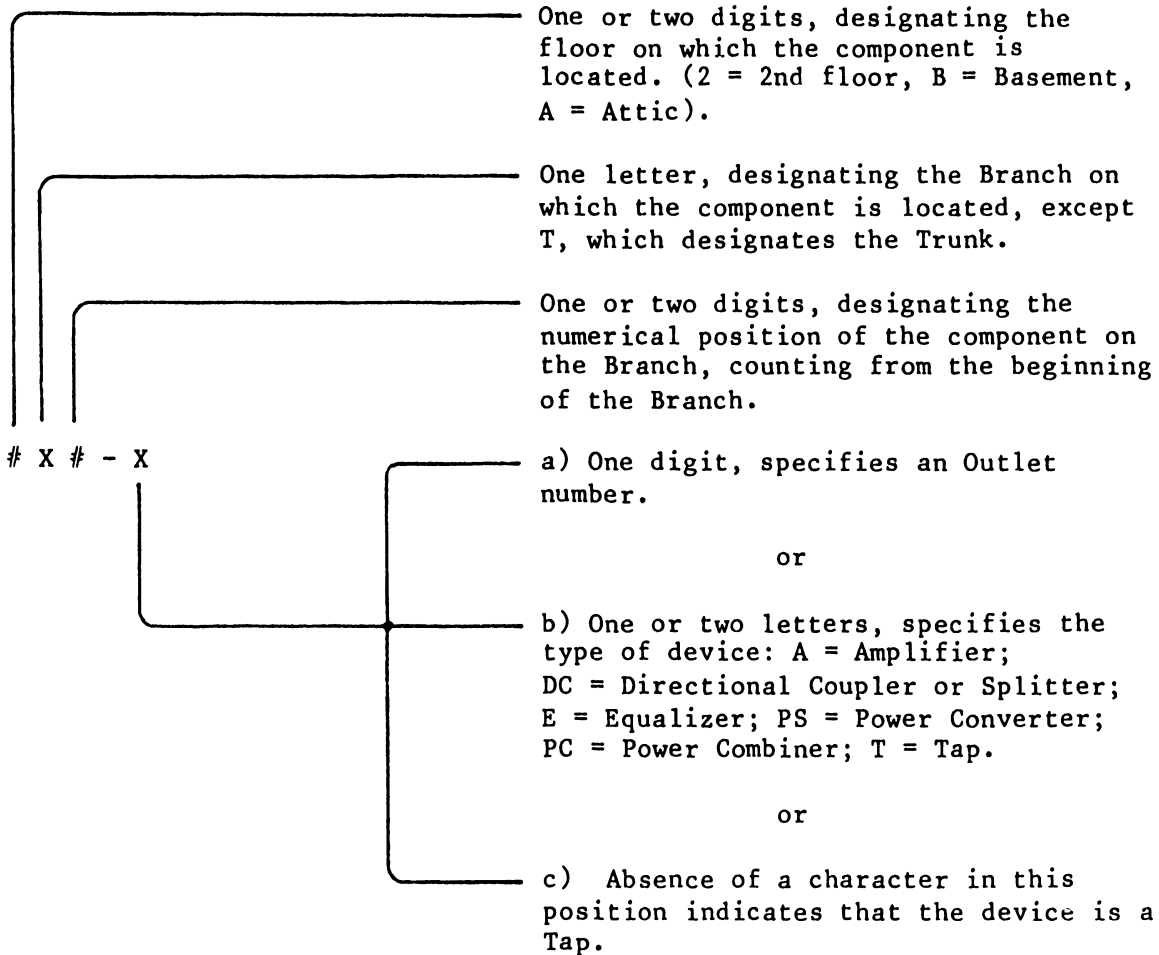 One or two digits, designating the
floor on which the component is
located. (2 = 2nd floor, B = Basement,
A = Attic).
One letter, designating the Branch on
which the component is located, except
T, which designates the Trunk.
One or two digits, designating the
numerical position of the component on
the Branch, counting from the beginning
of the Branch.
# X # - X
a) One digit, specifies an Outlet
number.
or
b) One or two letters, specifies the
type of device: A = Amplifier;
DC = Directional Coupler or Splitter;
E = Equalizer; PS = Power Converter;
PC = Power Combiner; T = Tap.
or
c) Absence of a character in this
position indicates that the device is a
Tap.